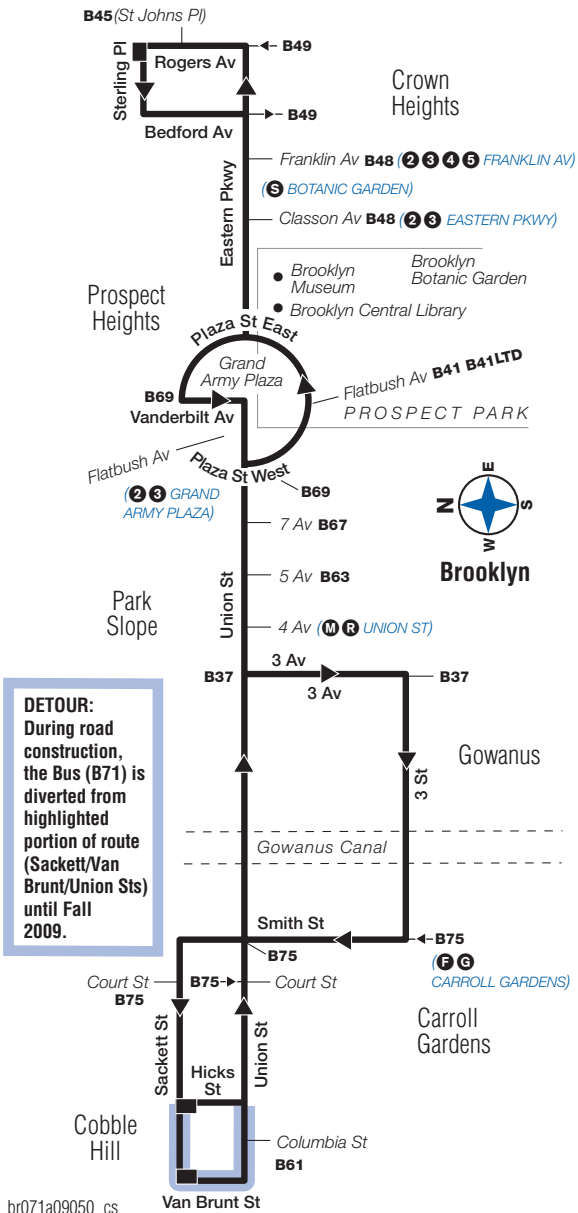 B45 (St Johns Pl)
B49
Rogers Av
Sterling Pl
Crown
Heights
B49
Bedford Av
Franklin Av B48 (2 3 4 5 FRANKLIN AV)
(S BOTANIC GARDEN)
Eastern Pkwy
Classon Av B48 (2 3 EASTERN PKWY)
Brooklyn
Museum
Brooklyn
Botanic Garden
Brooklyn Central Library
Prospect
Heights
Plaza St East
Grand
Army Plaza
Flatbush Av B41 B41LTD
B69
Vanderbilt Av
PROSPECT PARK
Flatbush Av
Plaza St West
B69
(2 3 GRAND
ARMY PLAZA)
7 Av B67
N
E
S
W
Brooklyn
5 Av B63
Park
Slope
Union St
4 Av (M R UNION ST)
3 Av
B37
3 Av
B37
DETOUR:
During road
construction,
the Bus (B71) is
diverted from
highlighted
portion of route
(Sackett/Van
Brunt/Union Sts)
until Fall
2009.
Gowanus
3 St
Gowanus Canal
Smith St
B75
B75
(F G
CARROLL GARDENS)
Court St
B75
B75
Court St
Carroll
Gardens
Sackett St
Union St
Hicks
St
Cobble
Hill
Columbia St
B61
Van Brunt St
br071a09050_cs